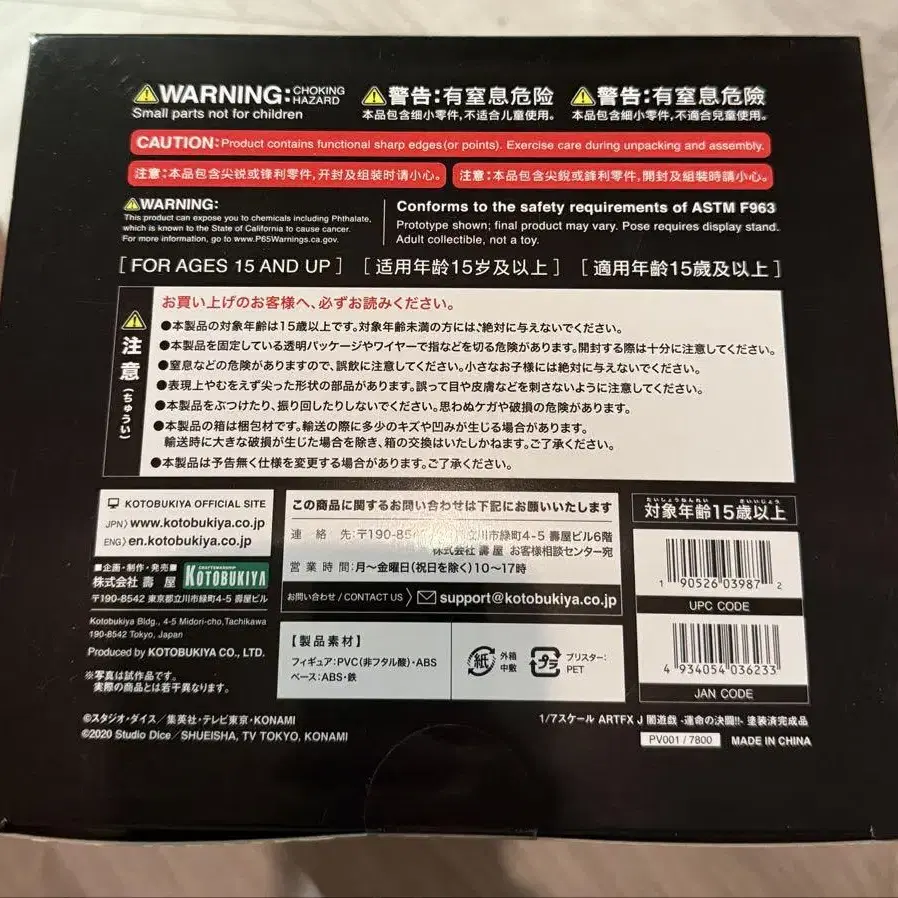 WARNING: CHOKING HAZARD
Small parts not for children
警告:有窒息危险
本品包含细小零件,不适合儿童使用。
警告:有窒息危險
本品包含細小零件,不適合兒童使用。
CAUTION: Product contains functional sharp edges(or points). Exercise care during unpacking and assembly.
注意:本品包含尖锐或锋利零件,开封及组装时请小心。
注意:本品包含尖銳或鋒利零件,開封及組裝時請小心。
WARNING:
This product can expose you to chemicals including Phthalate,
which is known to the State of California to cause cancer.
For more information, go to www.P65Warnings.ca.gov.
Conforms to the safety requirements of ASTM F963
Prototype shown; final product may vary. Pose requires display stand.
Adult collectible, not a toy.
[ FOR AGES 15 AND UP ] [ 适用年龄15岁及以上 ] [ 適用年齡15歲及以上 ]
注意(ちゅうい)
お買い上げのお客様へ、必ずお読みください。
●本製品の対象年齢は15歳以上です。対象年齢未満の方には、絶対に与えないでください。
●本製品を固定している透明パッケージやワイヤーで指などを切る危険があります。開封する際は十分に注意してください。
●窒息などの危険がありますので、誤飲に注意してください。小さなお子様には絶対に与えないでください。
●表現上やむをえず尖った形状の部品があります。誤って目や皮膚などを刺さないように注意してください。
●本製品をぶつけたり、振り回したりしないでください。思わぬケガや破損の危険があります。
●本製品の箱は梱包材です。輸送の際に多少のキズや凹みが生じる場合があります。
輸送時に大きな破損が生じた場合を除き、箱の交換はいたしかねます。ご了承ください。
●本製品は予告無く仕様を変更する場合があります。ご了承ください。
KOTOBUKIYA OFFICIAL SITE
JPN〉www.kotobukiya.co.jp
ENG〉en.kotobukiya.co.jp
■企画・制作・発売■
株式会社 壽 屋
CRAFTSMANSHIP
KOTOBUKIYA
〒190-8542 東京都立川市緑町4-5 壽屋ビル
Kotobukiya Bldg., 4-5 Midori-cho,Tachikawa
190-8542 Tokyo, Japan
Produced by KOTOBUKIYA CO., LTD.
※写真は試作品です。
実際の商品とは若干異なります。
この商品に関するお問い合わせは下記にお願いいたします
連 絡 先:〒190-854 立川市緑町4-5 壽屋ビル6階
株式会社 壽 屋 お客様相談センター宛
営 業 時 間:月〜金曜日(祝日を除く)10〜17時
お問い合わせ / CONTACT US 〉 support@kotobukiya.co.jp
【製品素材】
フィギュア:PVC(非フタル酸)・ABS
ベース:ABS・鉄
紙 外箱
中敷
プラ ブリスター:
PET
たいしょうねんれい さいいじょう
対象年齢15歳以上
1 90526 03987 2
UPC CODE
4 934054 036233
JAN CODE
©スタジオ・ダイス/集英社・テレビ東京・KONAMI
©2020 Studio Dice/SHUEISHA, TV TOKYO, KONAMI
1/7スケール ARTFX J 闇遊戯 -運命の決闘!!- 塗装済完成品
PV001 / 7800 MADE IN CHINA